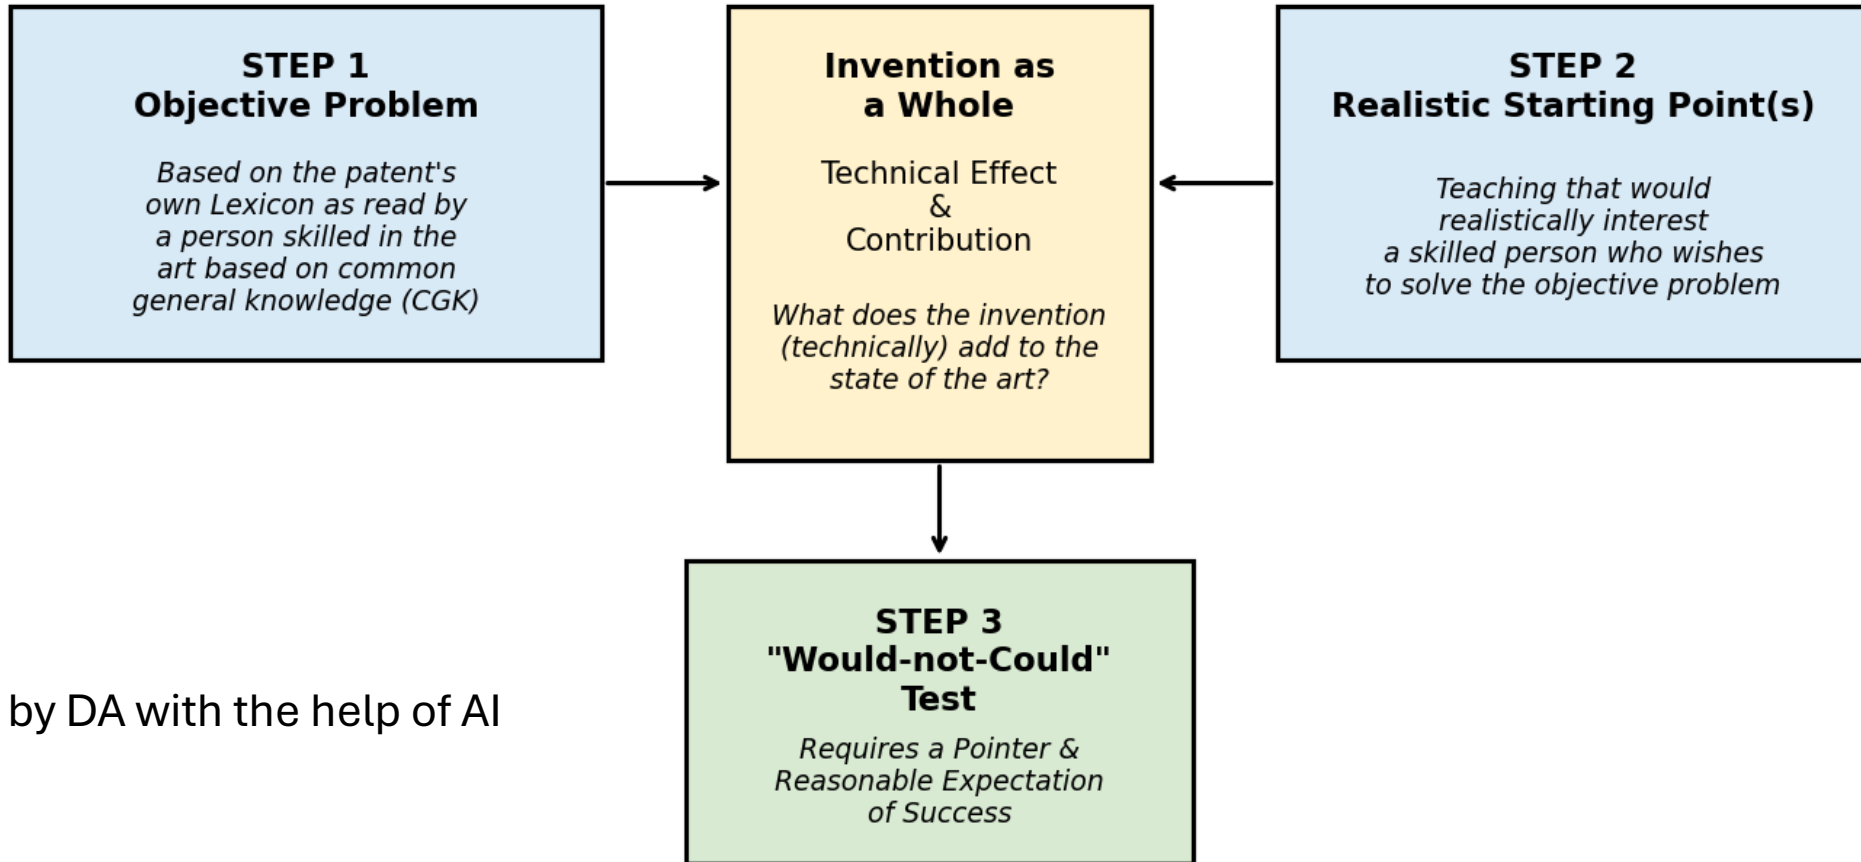 STEP 1
Objective Problem
Based on the patent's
own Lexicon as read by
a person skilled in the
art based on common
general knowledge (CGK)
Invention as
a Whole
Technical Effect
&
Contribution
What does the invention
(technically) add to the
state of the art?
STEP 2
Realistic Starting Point(s)
Teaching that would
realistically interest
a skilled person who wishes
to solve the objective problem
STEP 3
"Would-not-Could"
Test
Requires a Pointer &
Reasonable Expectation
of Success
by DA with the help of AI